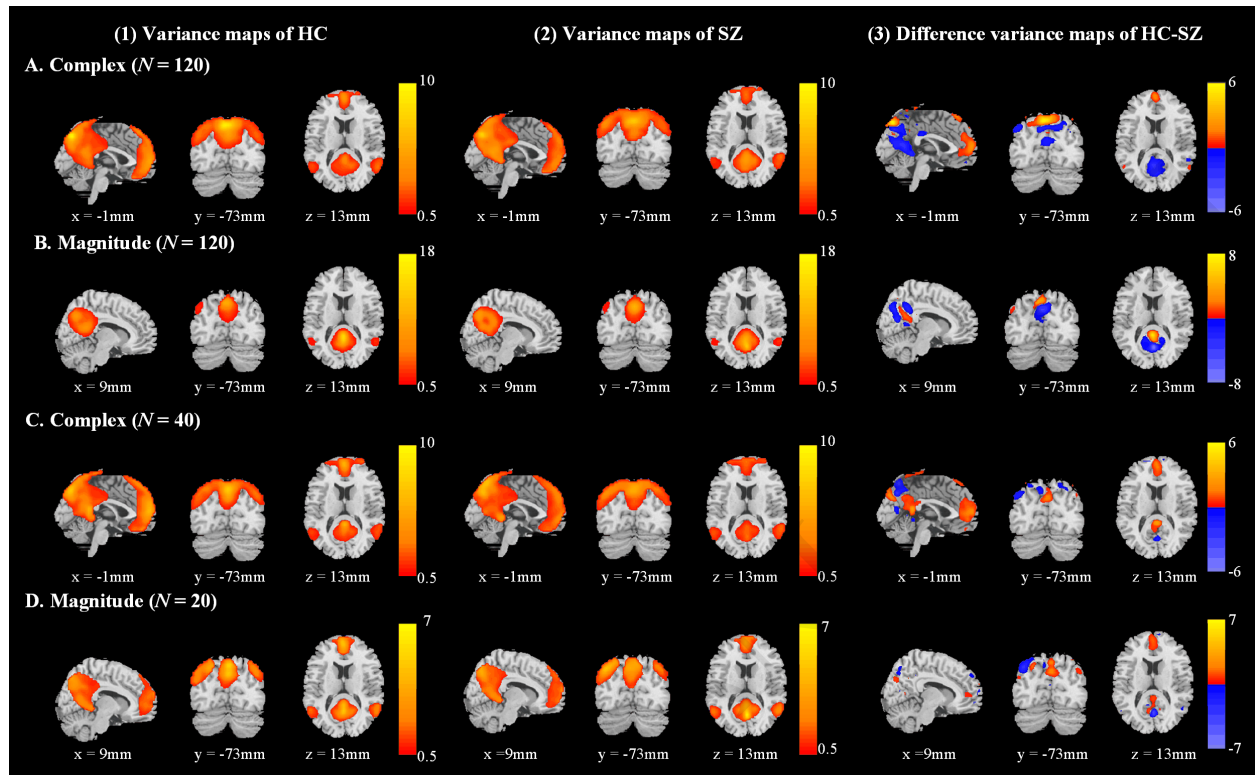 (1) Variance maps of HC (2) Variance maps of SZ (3) Difference variance maps of HC-SZ
A. Complex (N = 120)
10 10 6
x = -1mm y = -73mm z = 13mm 0.5 x = -1mm y = -73mm z = 13mm 0.5 x = -1mm y = -73mm z = 13mm -6
B. Magnitude (N = 120)
18 18 8
x = 9mm y = -73mm z = 13mm 0.5 x = 9mm y = -73mm z = 13mm 0.5 x = 9mm y = -73mm z = 13mm -8
C. Complex (N = 40)
10 10 6
x = -1mm y = -73mm z = 13mm 0.5 x = -1mm y = -73mm z = 13mm 0.5 x = -1mm y = -73mm z = 13mm -6
D. Magnitude (N = 20)
7 7 7
x = 9mm y = -73mm z = 13mm 0.5 x =9mm y = -73mm z = 13mm 0.5 x =9mm y = -73mm z = 13mm -7